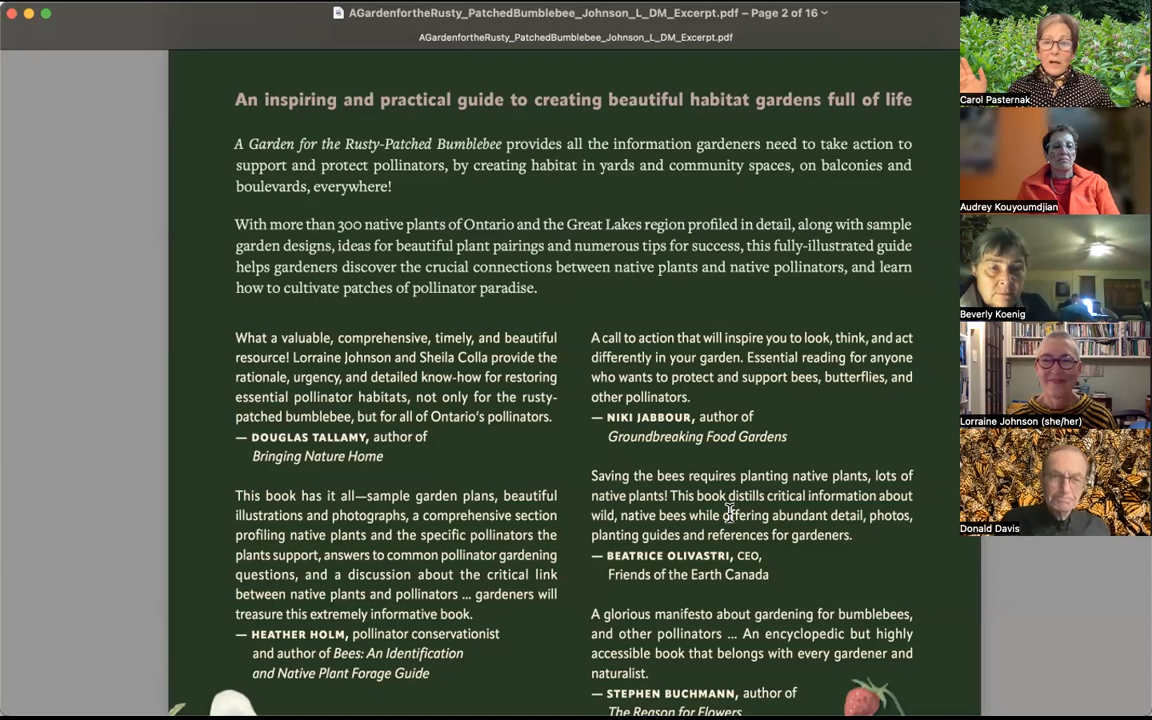 AGardenfortheRusty_PatchedBumblebee_Johnson_L_DM_Excerpt.pdf – Page 2 of 16
AGardenfortheRusty_PatchedBumblebee_Johnson_L_DM_Excerpt.pdf
An inspiring and practical guide to creating beautiful habitat gardens full of life
A Garden for the Rusty-Patched Bumblebee provides all the information gardeners need to take action to
support and protect pollinators, by creating habitat in yards and community spaces, on balconies and
boulevards, everywhere!
With more than 300 native plants of Ontario and the Great Lakes region profiled in detail, along with sample
garden designs, ideas for beautiful plant pairings and numerous tips for success, this fully-illustrated guide
helps gardeners discover the crucial connections between native plants and native pollinators, and learn
how to cultivate patches of pollinator paradise.
What a valuable, comprehensive, timely, and beautiful
resource! Lorraine Johnson and Sheila Colla provide the
rationale, urgency, and detailed know-how for restoring
essential pollinator habitats, not only for the rusty-
patched bumblebee, but for all of Ontario's pollinators.
— DOUGLAS TALLAMY, author of
Bringing Nature Home
This book has it all—sample garden plans, beautiful
illustrations and photographs, a comprehensive section
profiling native plants and the specific pollinators the
plants support, answers to common pollinator gardening
questions, and a discussion about the critical link
between native plants and pollinators ... gardeners will
treasure this extremely informative book.
— HEATHER HOLM, pollinator conservationist
and author of Bees: An Identification
and Native Plant Forage Guide
A call to action that will inspire you to look, think, and act
differently in your garden. Essential reading for anyone
who wants to protect and support bees, butterflies, and
other pollinators.
— NIKI JABBOUR, author of
Groundbreaking Food Gardens
Saving the bees requires planting native plants, lots of
native plants! This book distills critical information about
wild, native bees while offering abundant detail, photos,
planting guides and references for gardeners.
— BEATRICE OLIVASTRI, CEO,
Friends of the Earth Canada
A glorious manifesto about gardening for bumblebees,
and other pollinators ... An encyclopedic but highly
accessible book that belongs with every gardener and
naturalist.
— STEPHEN BUCHMANN, author of
The Reason for Flowers
Carol Pasternak
Audrey Kouyoumdjian
Beverly Koenig
Lorraine Johnson (she/her)
Donald Davis